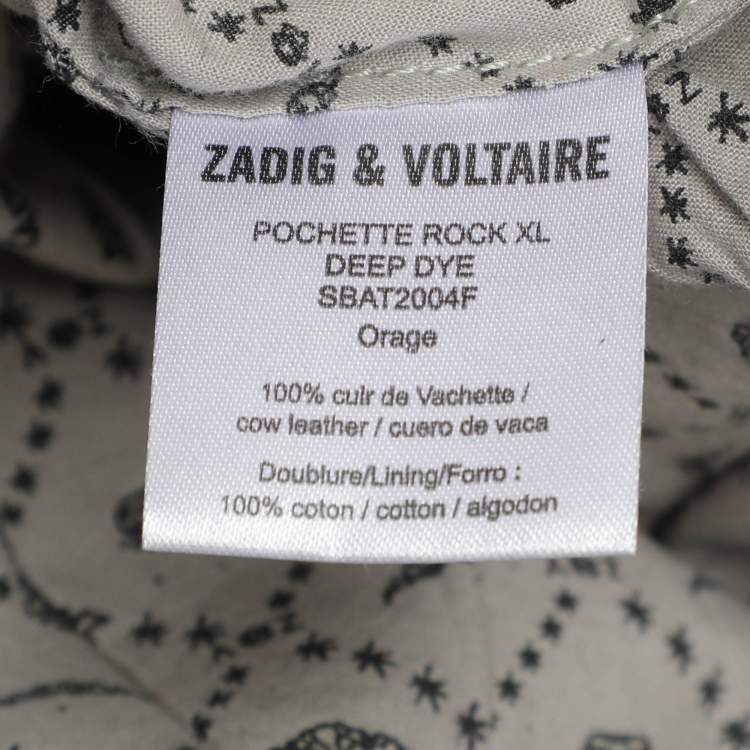 ZADIG & VOLTAIRE
POCHETTE ROCK XL
DEEP DYE
SBAT2004F
Orage
100% cuir de Vachette /
cow leather / cuero de vaca
Doublure/Lining/Forro :
100% coton / cotton / algodon